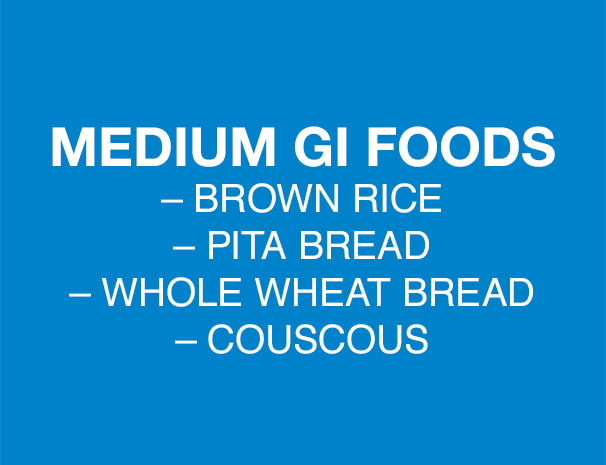 MEDIUM GI FOODS
– BROWN RICE
– PITA BREAD
– WHOLE WHEAT BREAD
– COUSCOUS